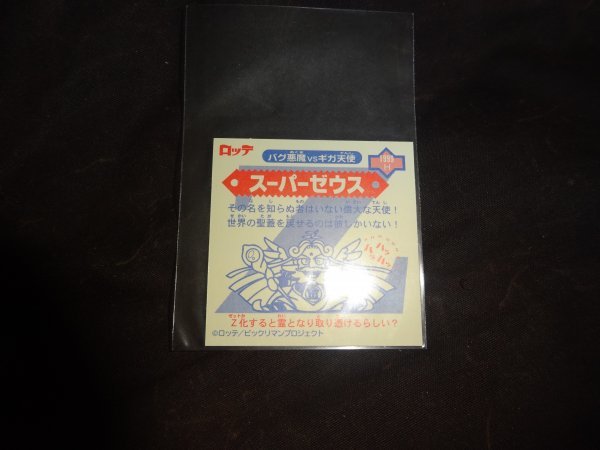 ロッテ
バグ悪魔vsギガ天使
1999
スーパーゼウス
その名を知らぬ者はいない偉大な天使!
世界の聖蓋を戻せるのは彼しかいない!
Z化すると霊となり取り憑けるらしい?
©ロッテ/ビックリマンプロジェクト